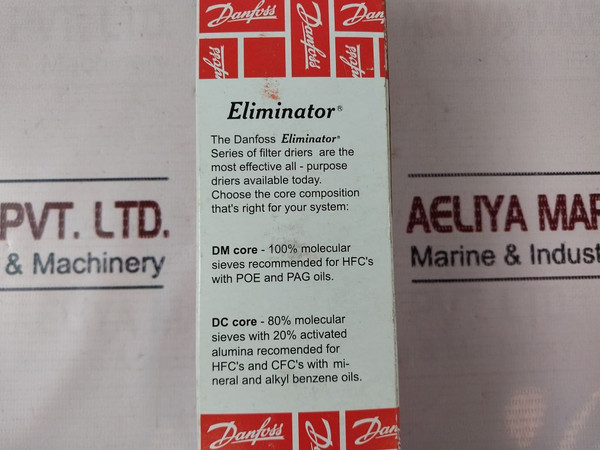 Danfoss
Danfoss
Danfoss
Eliminator®
The Danfoss Eliminator®
Series of filter driers are the
most effective all - purpose
driers available today.
Choose the core composition
that's right for your system:
DM core - 100% molecular
sieves recommended for HFC's
with POE and PAG oils.
DC core - 80% molecular
sieves with 20% activated
alumina recomended for
HFC's and CFC's with mi-
neral and alkyl benzene oils.
Danfoss
PVT. LTD.
& Machinery
AELIYA MAR
Marine & Indust